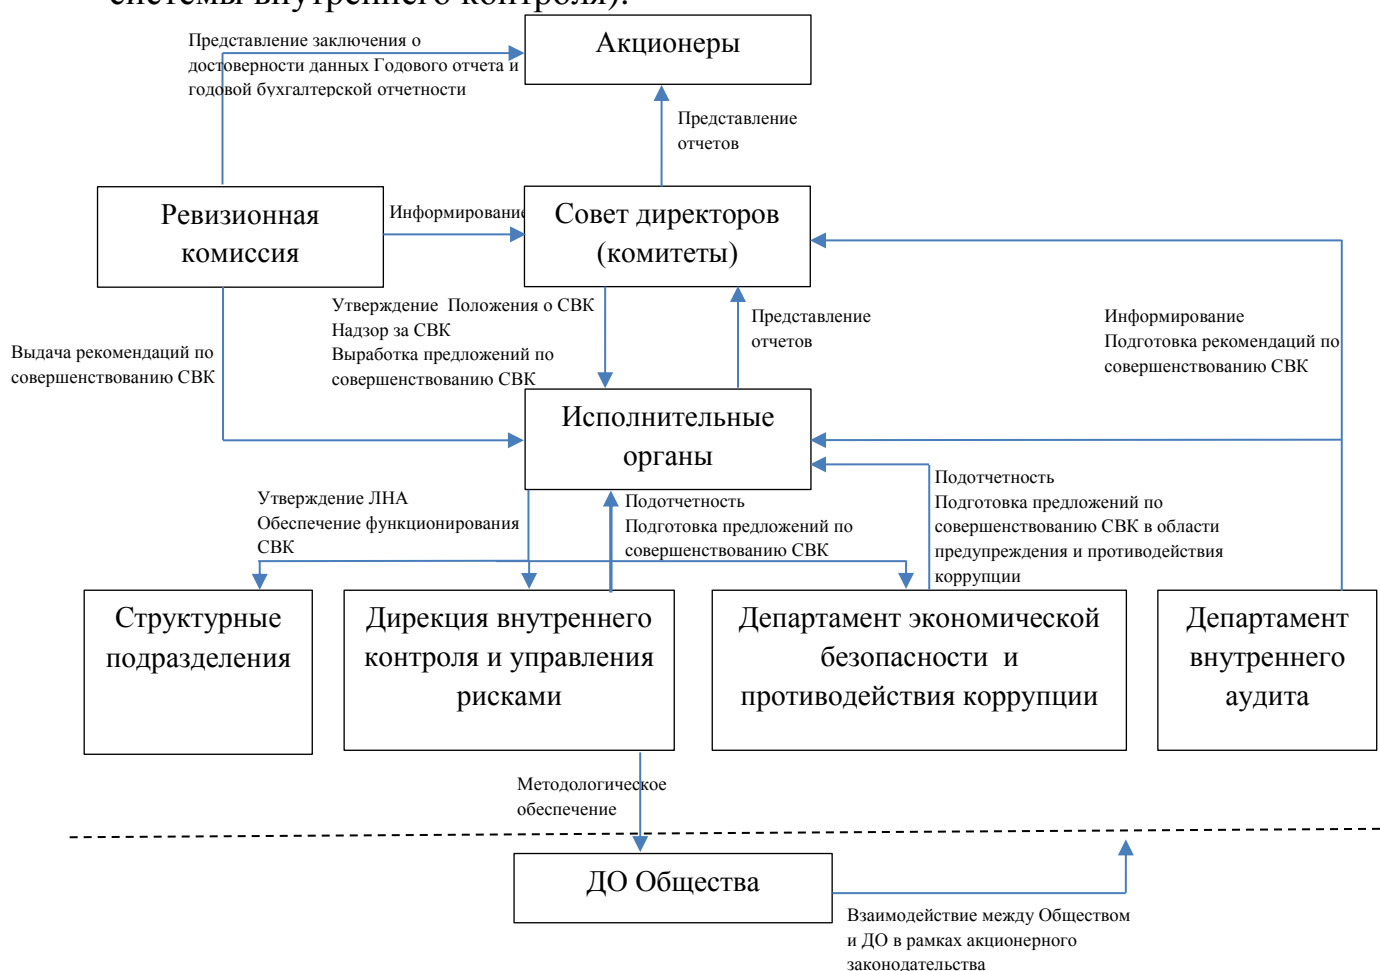 системы внутреннего контроля).
Представление заключения о
достоверности данных Годового отчета и
годовой бухгалтерской отчетности
Акционеры
Представление
отчетов
Ревизионная
комиссия
Информирование
Совет директоров
(комитеты)
Утверждение Положения о СВК
Надзор за СВК
Выработка предложений по
совершенствованию СВК
Представление
отчетов
Информирование
Подготовка рекомендаций по
совершенствованию СВК
Выдача рекомендаций по
совершенствованию СВК
Исполнительные
органы
Утверждение ЛНА
Обеспечение функционирования
СВК
Подотчетность
Подготовка предложений по
совершенствованию СВК
Подотчетность
Подготовка предложений по
совершенствованию СВК в области
предупреждения и противодействия
коррупции
Структурные
подразделения
Дирекция внутреннего
контроля и управления
рисками
Департамент экономической
безопасности и
противодействия коррупции
Департамент
внутреннего
аудита
Методологическое
обеспечение
ДО Общества
Взаимодействие между Обществом
и ДО в рамках акционерного
законодательства